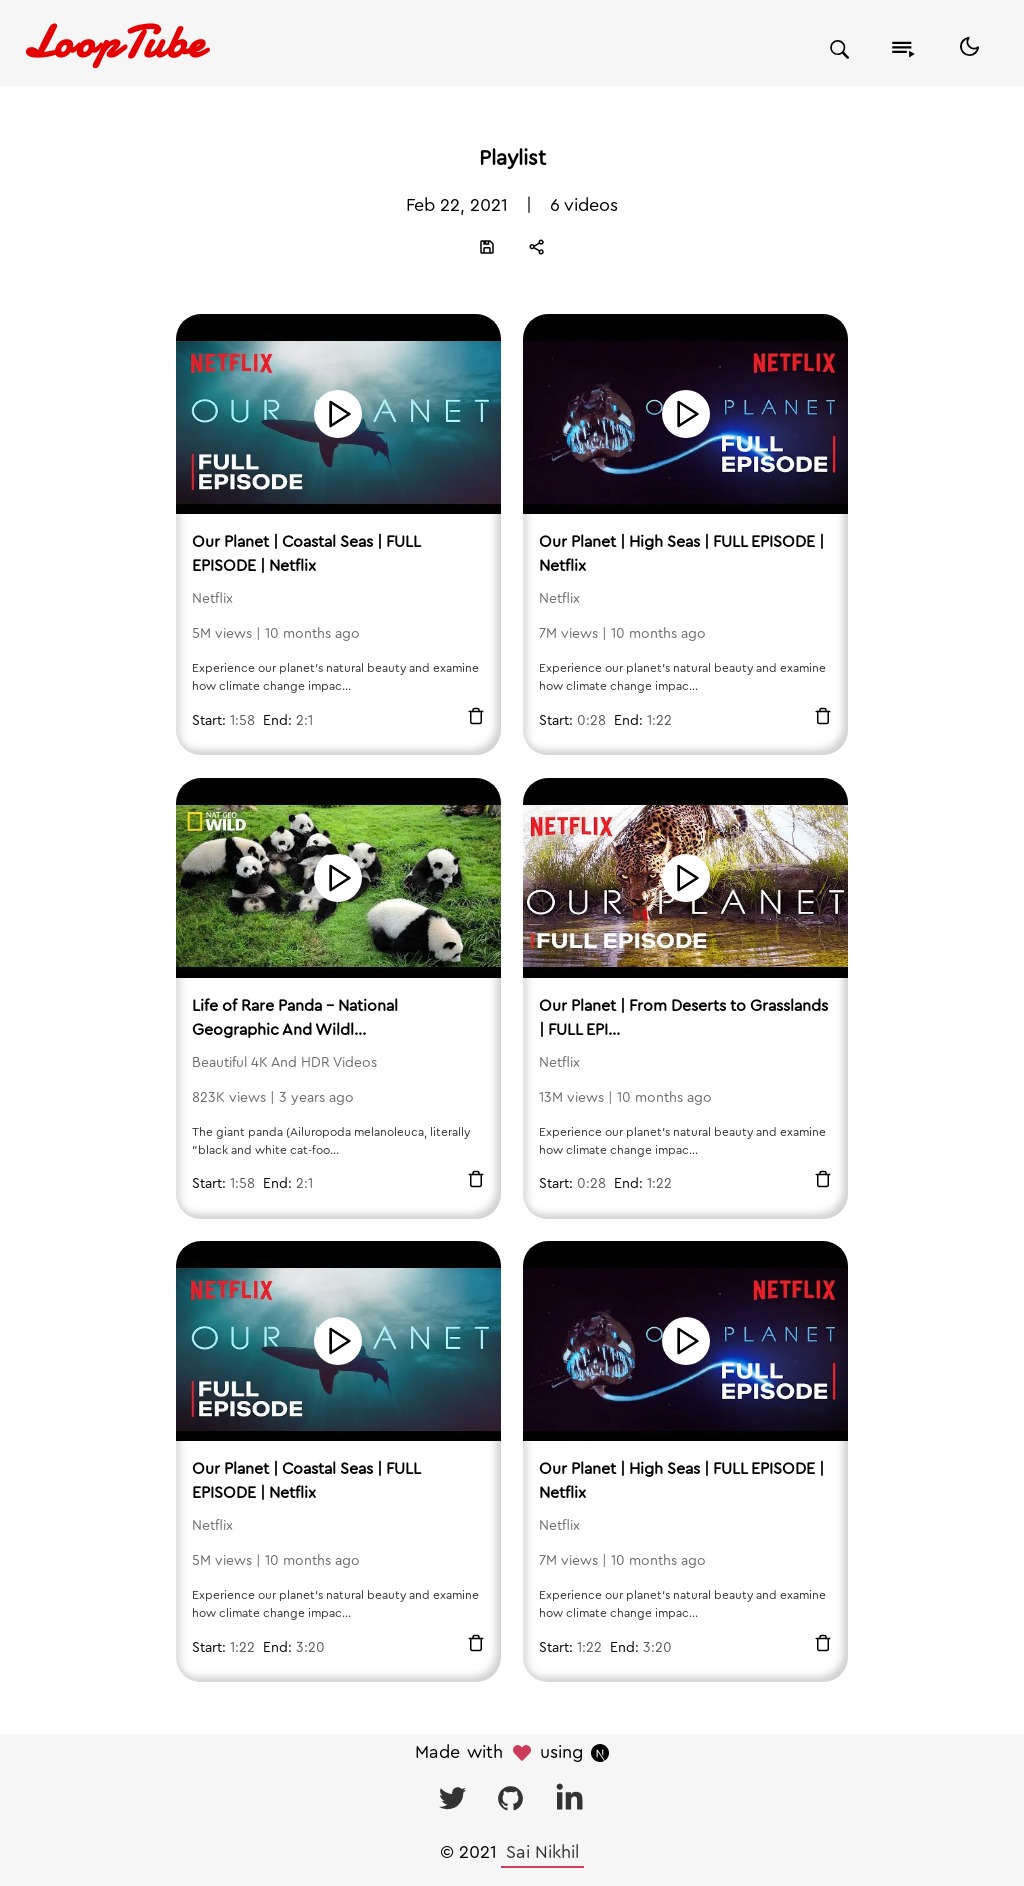 LoopTube
Playlist
Feb 22, 2021 | 6 videos
NETFLIX
OUR PLANET
FULL
EPISODE
Our Planet | Coastal Seas | FULL
EPISODE | Netflix
Netflix
5M views | 10 months ago
Experience our planet's natural beauty and examine
how climate change impac...
Start: 1:58 End: 2:1
NETFLIX
O PLANET
FULL
EPISODE
Our Planet | High Seas | FULL EPISODE |
Netflix
Netflix
7M views | 10 months ago
Experience our planet's natural beauty and examine
how climate change impac...
Start: 0:28 End: 1:22
NAT GEO
WILD
Life of Rare Panda - National
Geographic And Wildl...
Beautiful 4K And HDR Videos
823K views | 3 years ago
The giant panda (Ailuropoda melanoleuca, literally
"black and white cat-foo...
Start: 1:58 End: 2:1
NETFLIX
OUR PLANET
FULL EPISODE
Our Planet | From Deserts to Grasslands
| FULL EPI...
Netflix
13M views | 10 months ago
Experience our planet's natural beauty and examine
how climate change impac...
Start: 0:28 End: 1:22
NETFLIX
OUR PLANET
FULL
EPISODE
Our Planet | Coastal Seas | FULL
EPISODE | Netflix
Netflix
5M views | 10 months ago
Experience our planet's natural beauty and examine
how climate change impac...
Start: 1:22 End: 3:20
NETFLIX
O PLANET
FULL
EPISODE
Our Planet | High Seas | FULL EPISODE |
Netflix
Netflix
7M views | 10 months ago
Experience our planet's natural beauty and examine
how climate change impac...
Start: 1:22 End: 3:20
Made with ❤ using N
in
© 2021 Sai Nikhil